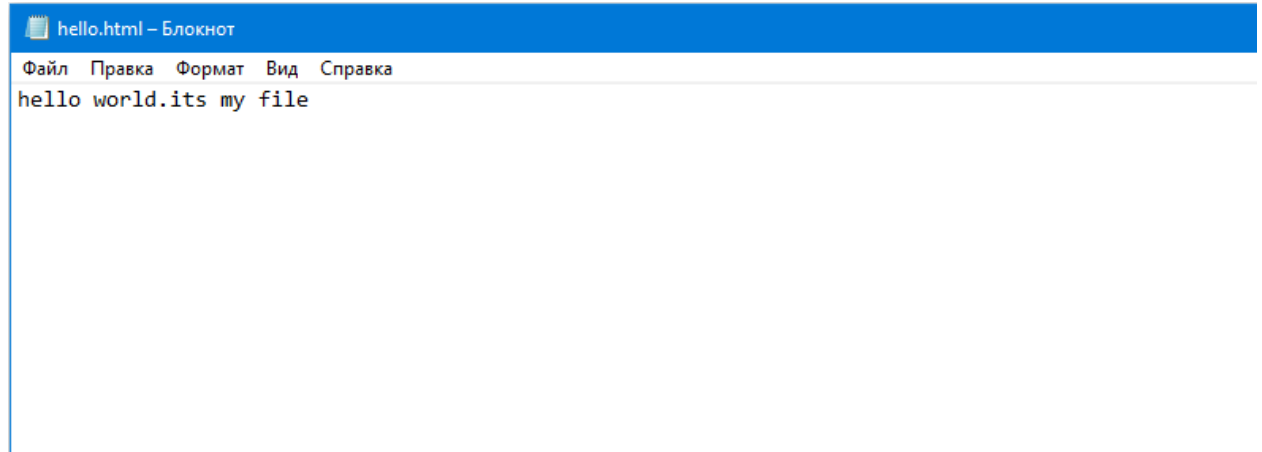 hello.html – Блокнот
Файл Правка Формат Вид Справка
hello world.its my file